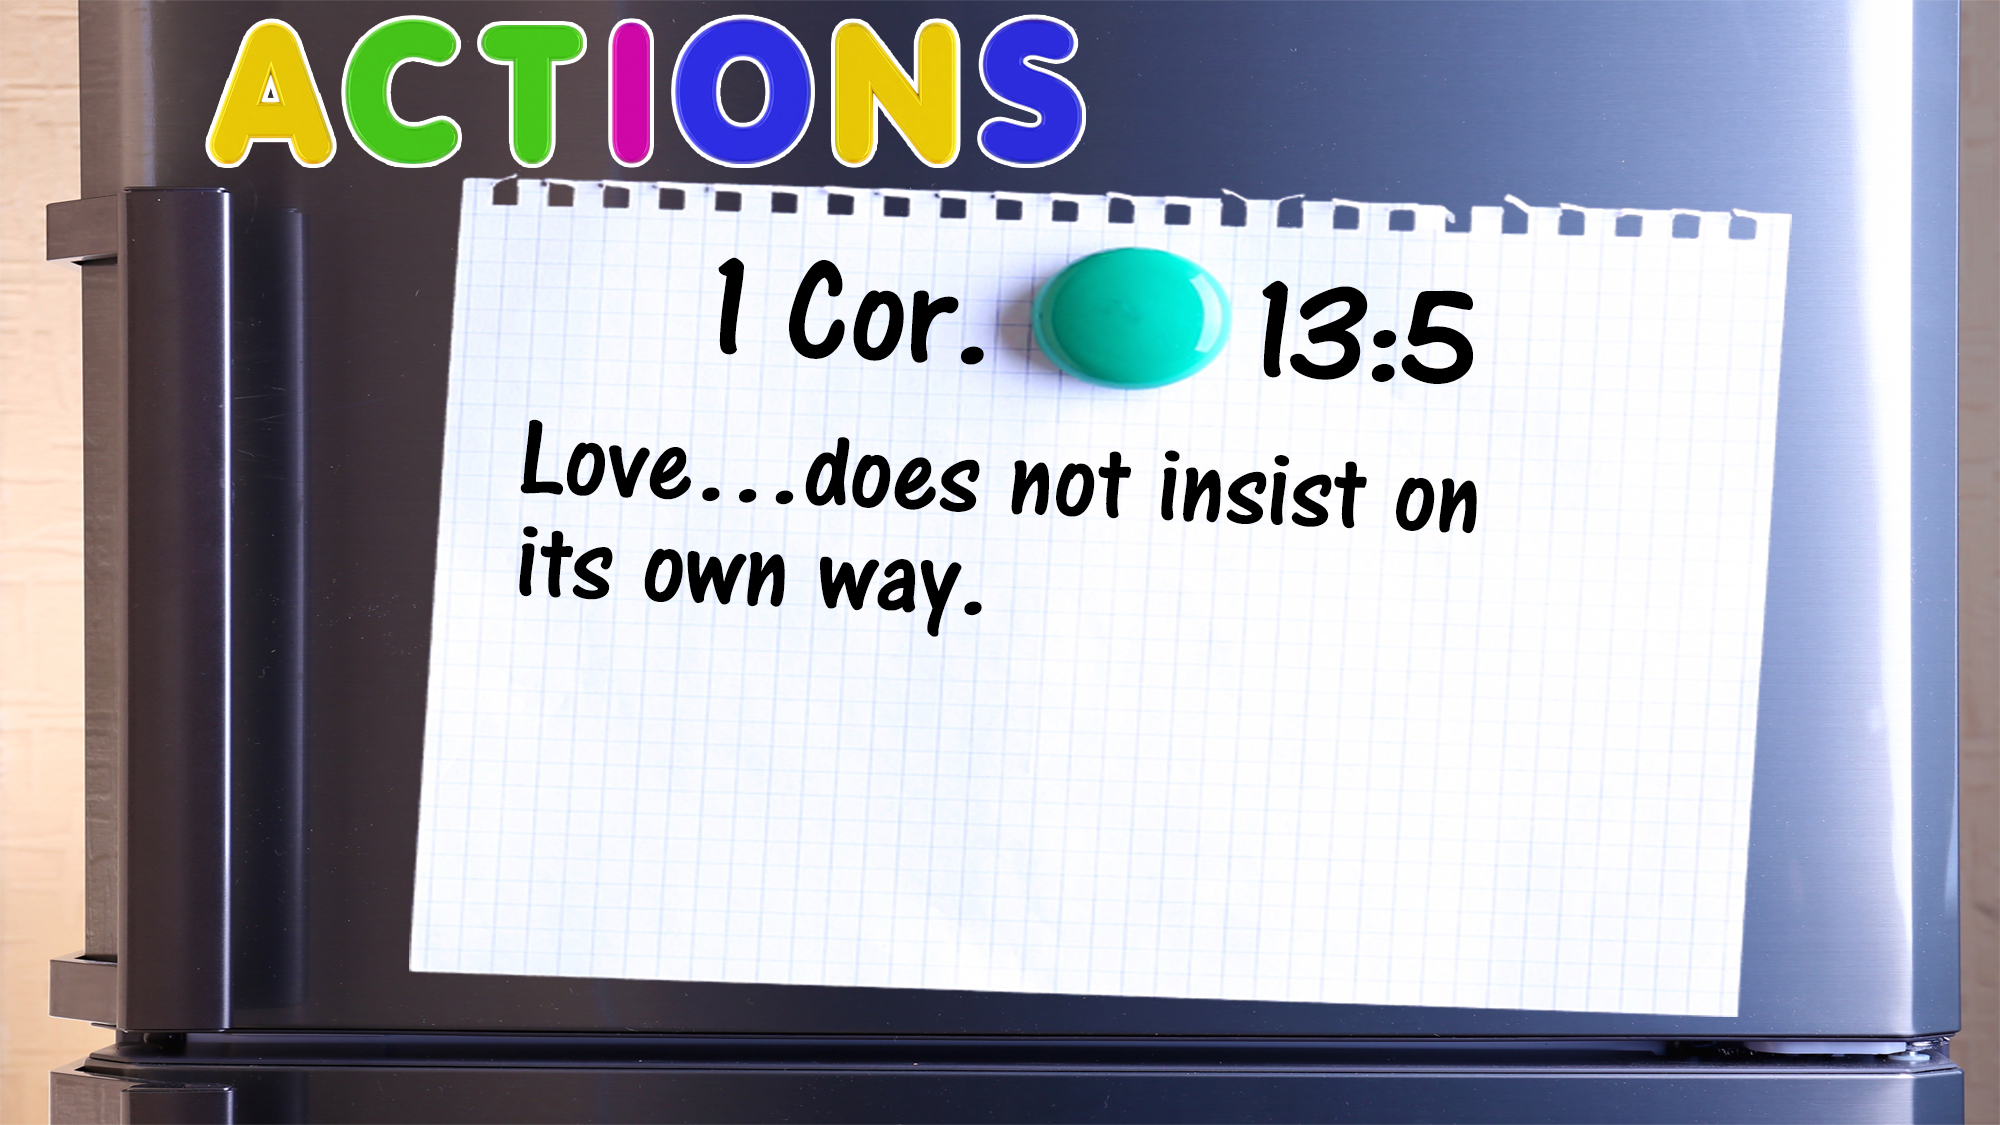 ACTIONS
1 Cor. 13:5
Love...does not insist on
its own way.